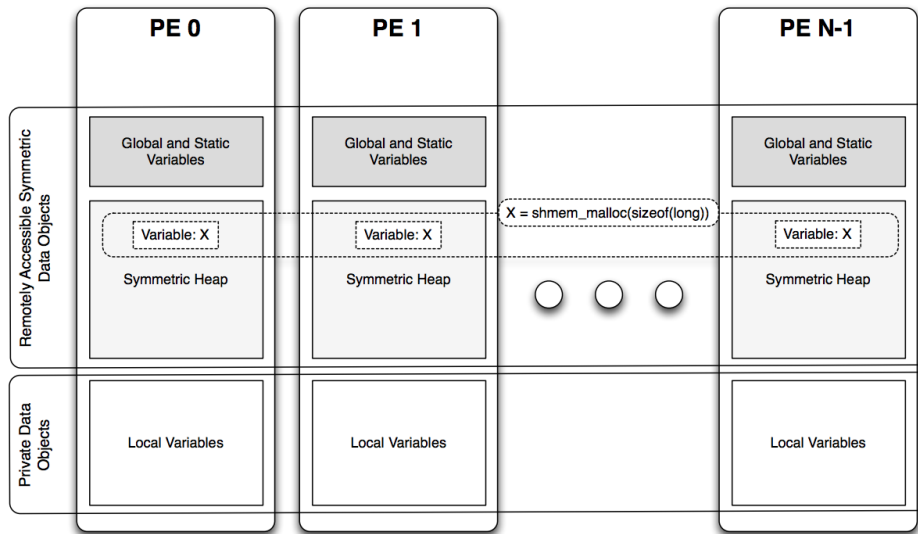 PE 0
PE 1
PE N-1
Remotely Accessible Symmetric
Data Objects
Global and Static
Variables
Global and Static
Variables
Global and Static
Variables
X = shmem_malloc(sizeof(long))
Variable: X
Variable: X
Variable: X
Symmetric Heap
Symmetric Heap
Symmetric Heap
Private Data
Objects
Local Variables
Local Variables
Local Variables